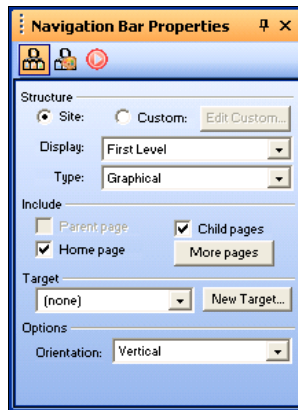 Navigation Bar Properties
Structure
Site: Custom: Edit Custom...
Display: First Level
Type: Graphical
Include
Parent page Child pages
Home page More pages
Target
(none) New Target...
Options
Orientation: Vertical